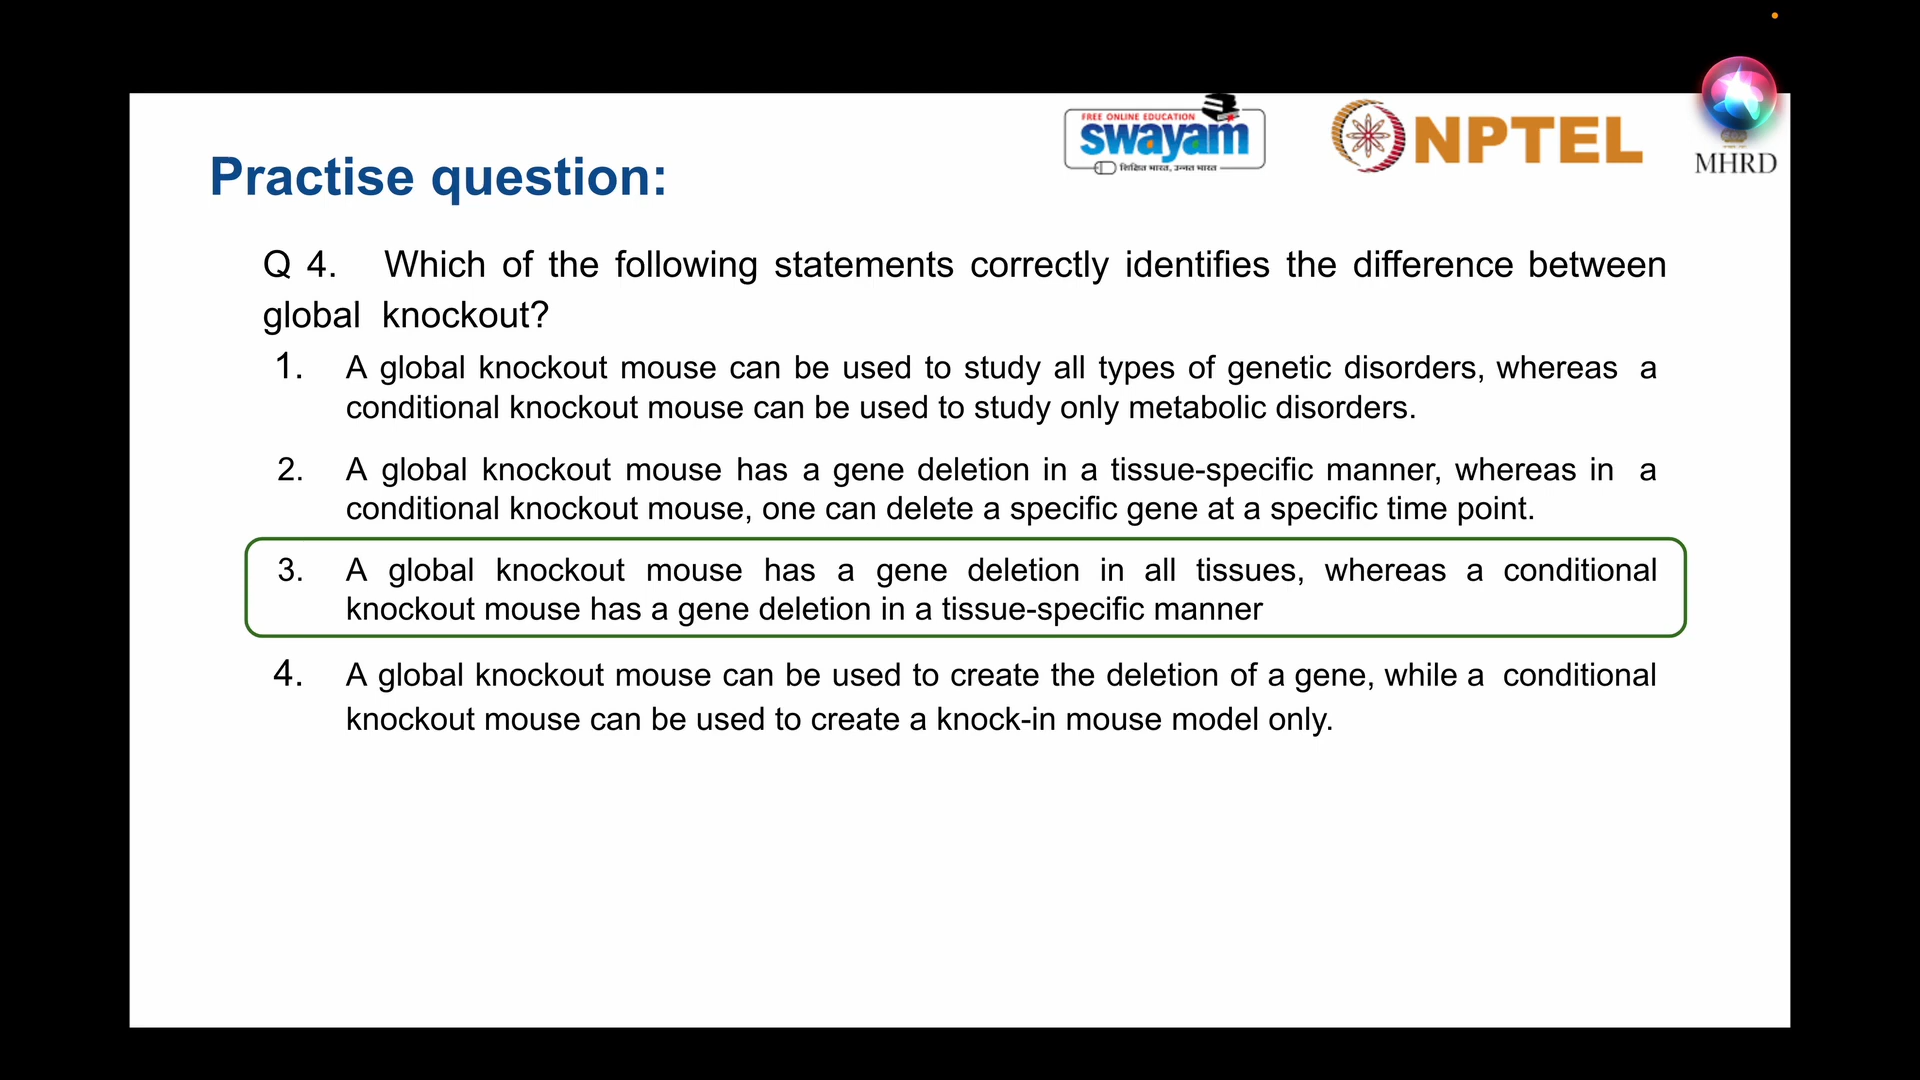 FREE ONLINE EDUCATION
swayam
शिक्षित भारत, उन्नत भारत
NPTEL
MHRD
Practise question:
Q 4. Which of the following statements correctly identifies the difference between
global knockout?
1. A global knockout mouse can be used to study all types of genetic disorders, whereas a
conditional knockout mouse can be used to study only metabolic disorders.
2. A global knockout mouse has a gene deletion in a tissue-specific manner, whereas in a
conditional knockout mouse, one can delete a specific gene at a specific time point.
3. A global knockout mouse has a gene deletion in all tissues, whereas a conditional
knockout mouse has a gene deletion in a tissue-specific manner
4. A global knockout mouse can be used to create the deletion of a gene, while a conditional
knockout mouse can be used to create a knock-in mouse model only.